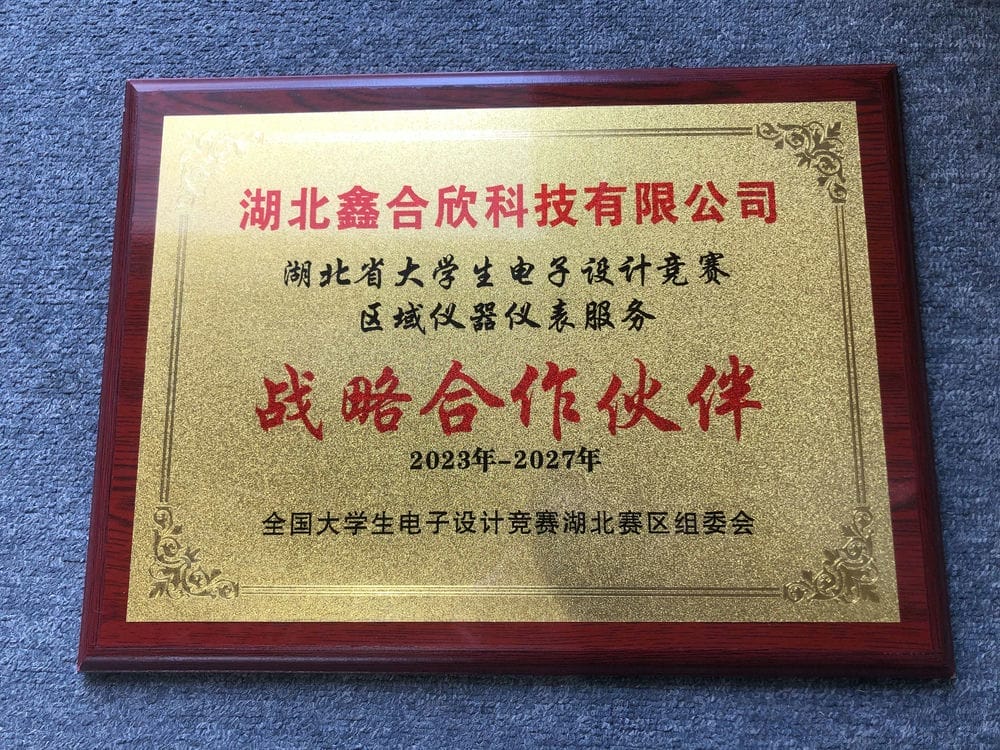 湖北鑫合欣科技有限公司
湖北省大学生电子设计竞赛
区域仪器仪表服务
战略合作伙伴
2023年-2027年
全国大学生电子设计竞赛湖北赛区组委会